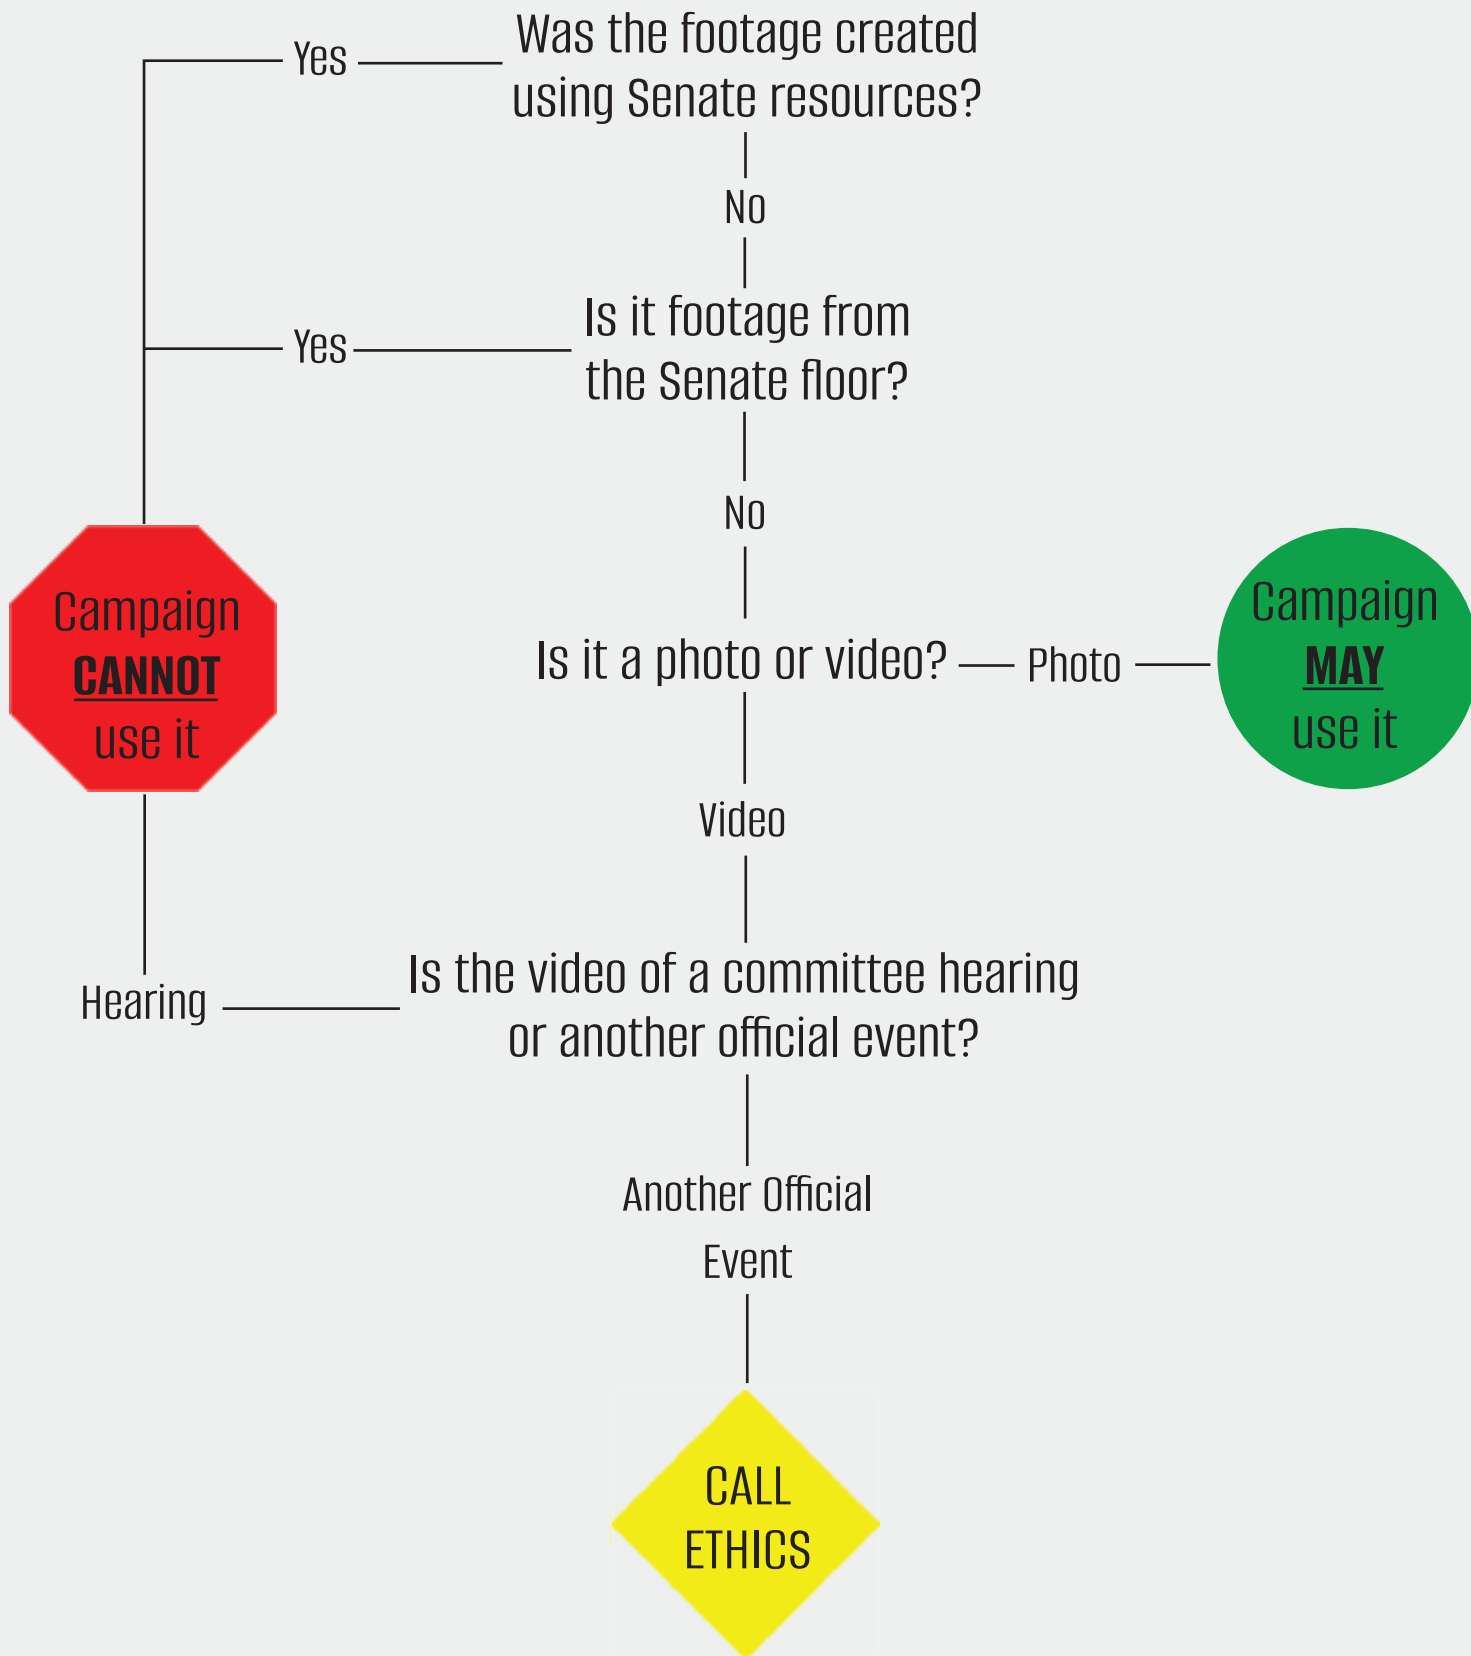 Was the footage created
using Senate resources?
Yes
No
Is it footage from
the Senate floor?
Yes
No
Is it a photo or video?
Photo
Campaign
MAY
use it
Campaign
CANNOT
use it
Video
Is the video of a committee hearing
or another official event?
Hearing
Another Official
Event
CALL
ETHICS